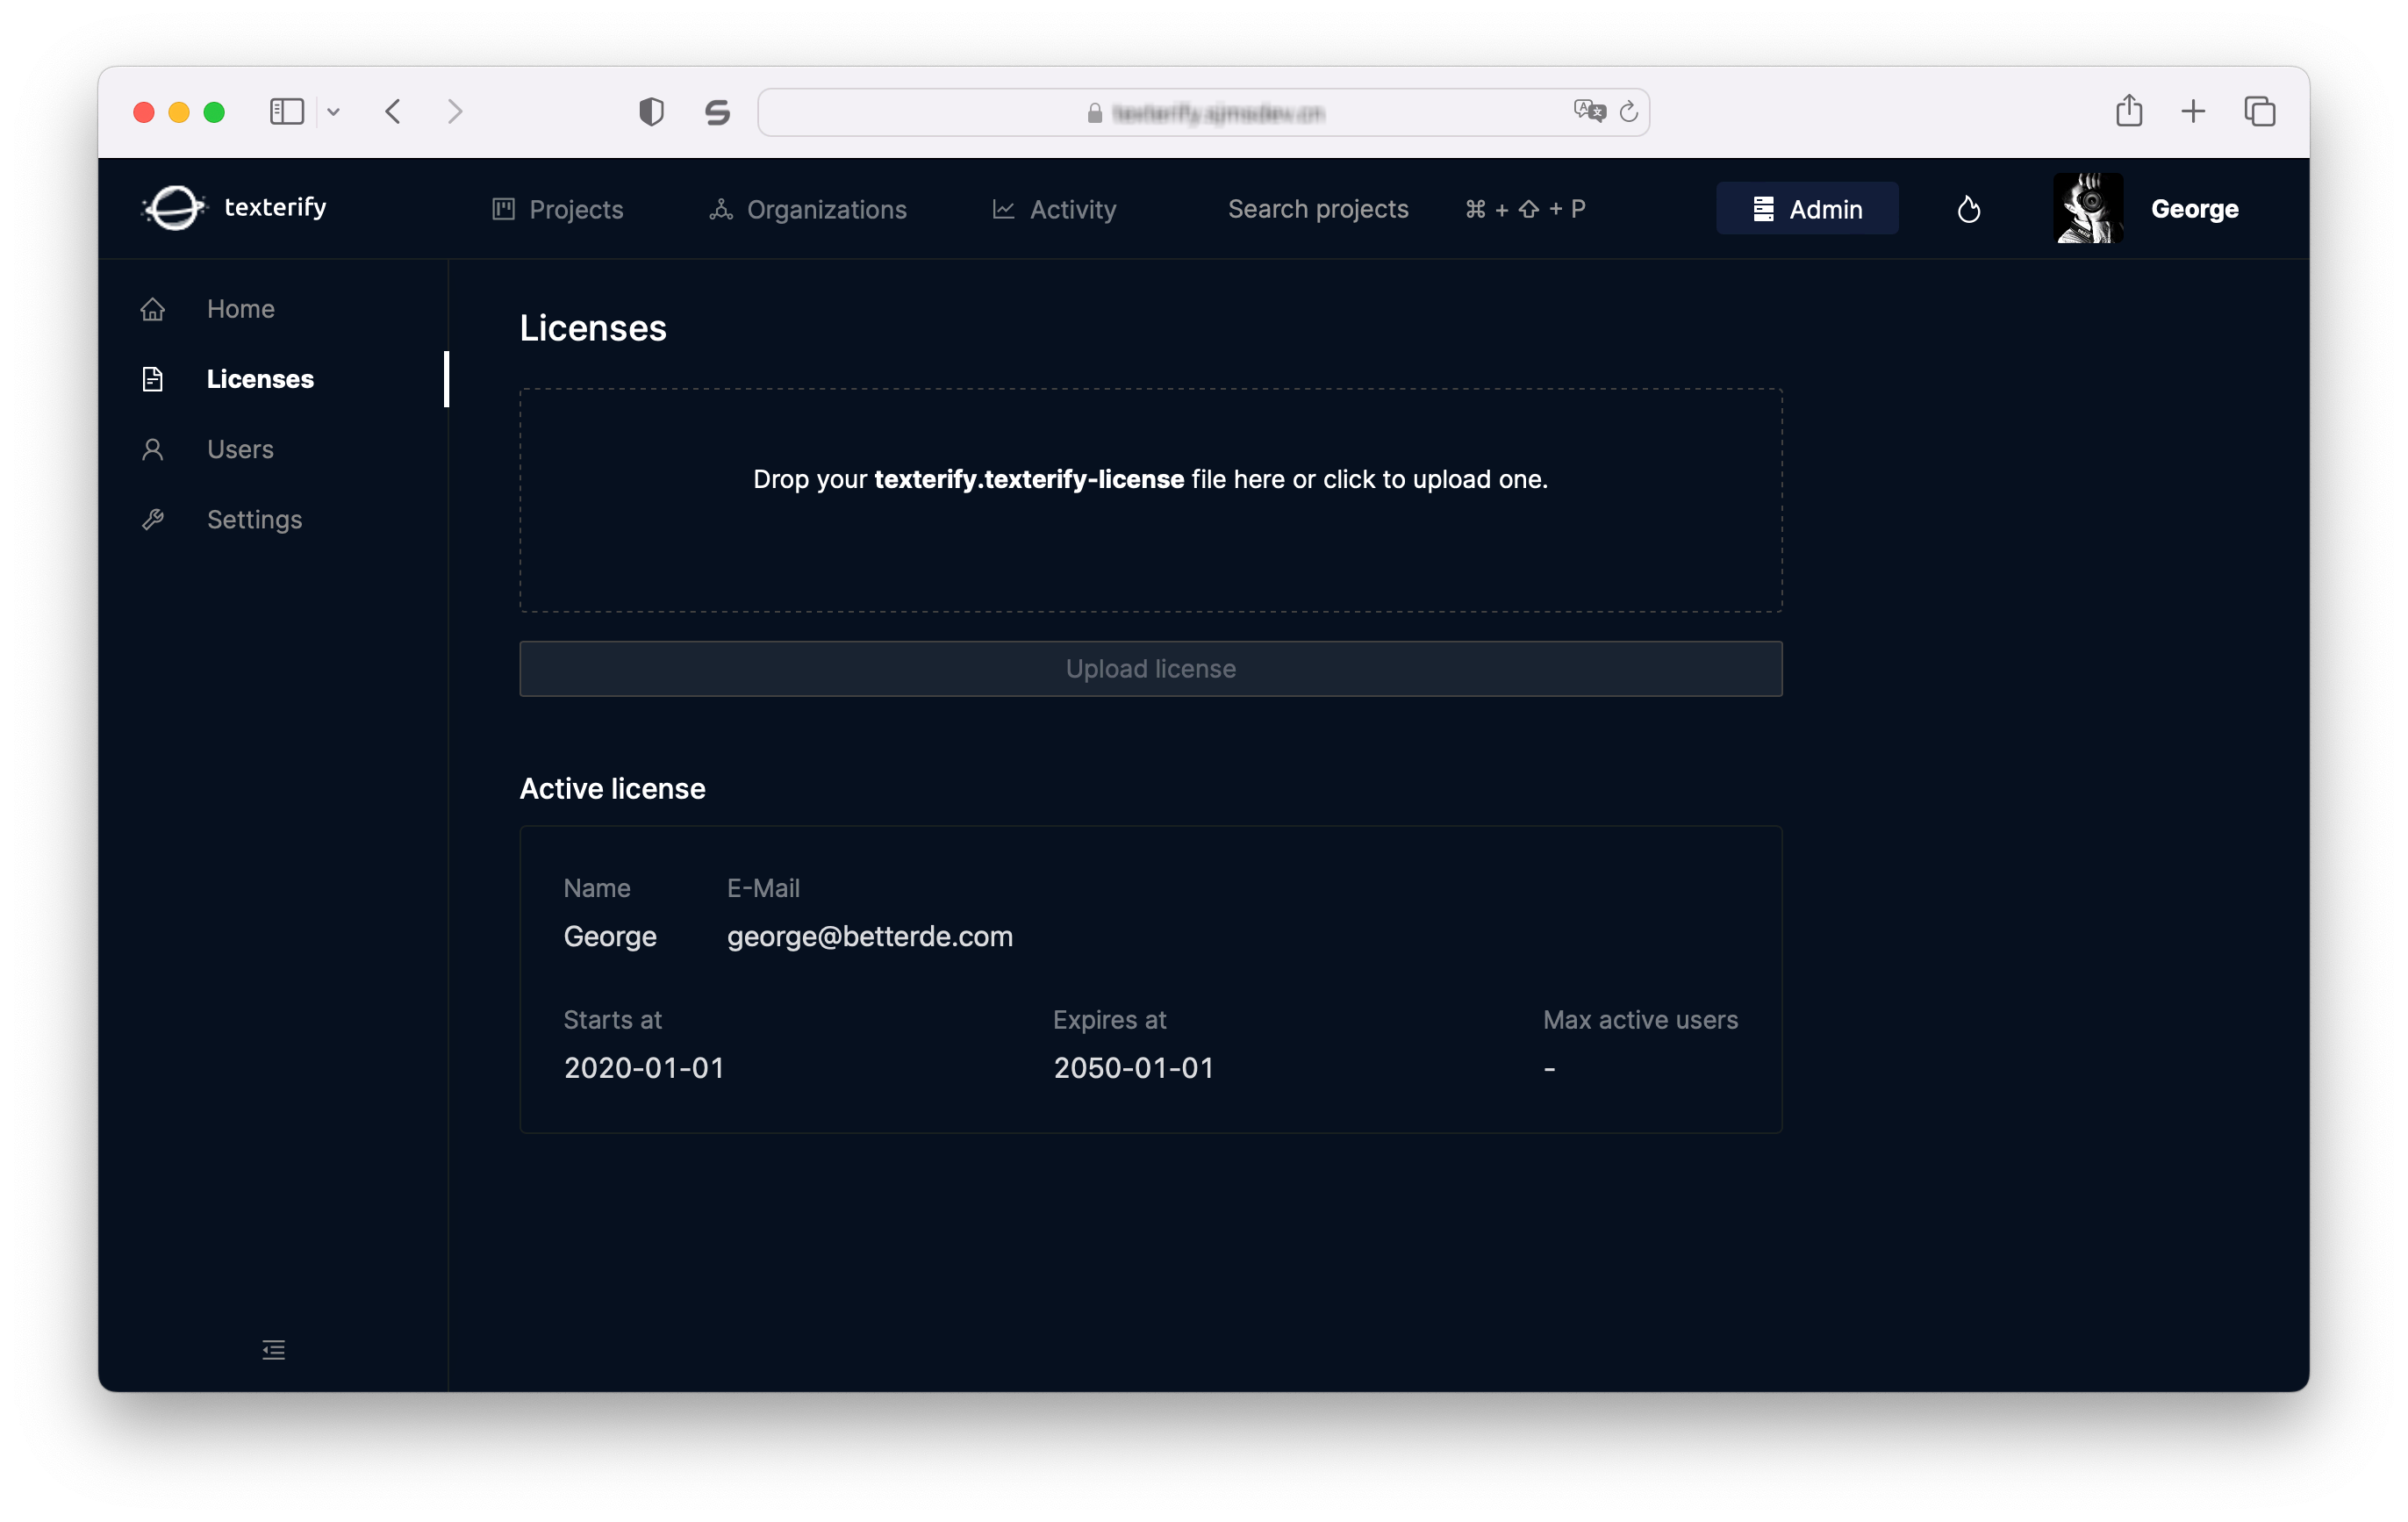 texterify
Projects
Organizations
Activity
Search projects
⌘ + ⇧ + P
Admin
George
Home
Licenses
Users
Settings
Licenses
Drop your texterify.texterify-license file here or click to upload one.
Upload license
Active license
Name E-Mail
George george@betterde.com
Starts at Expires at Max active users
2020-01-01 2050-01-01 -